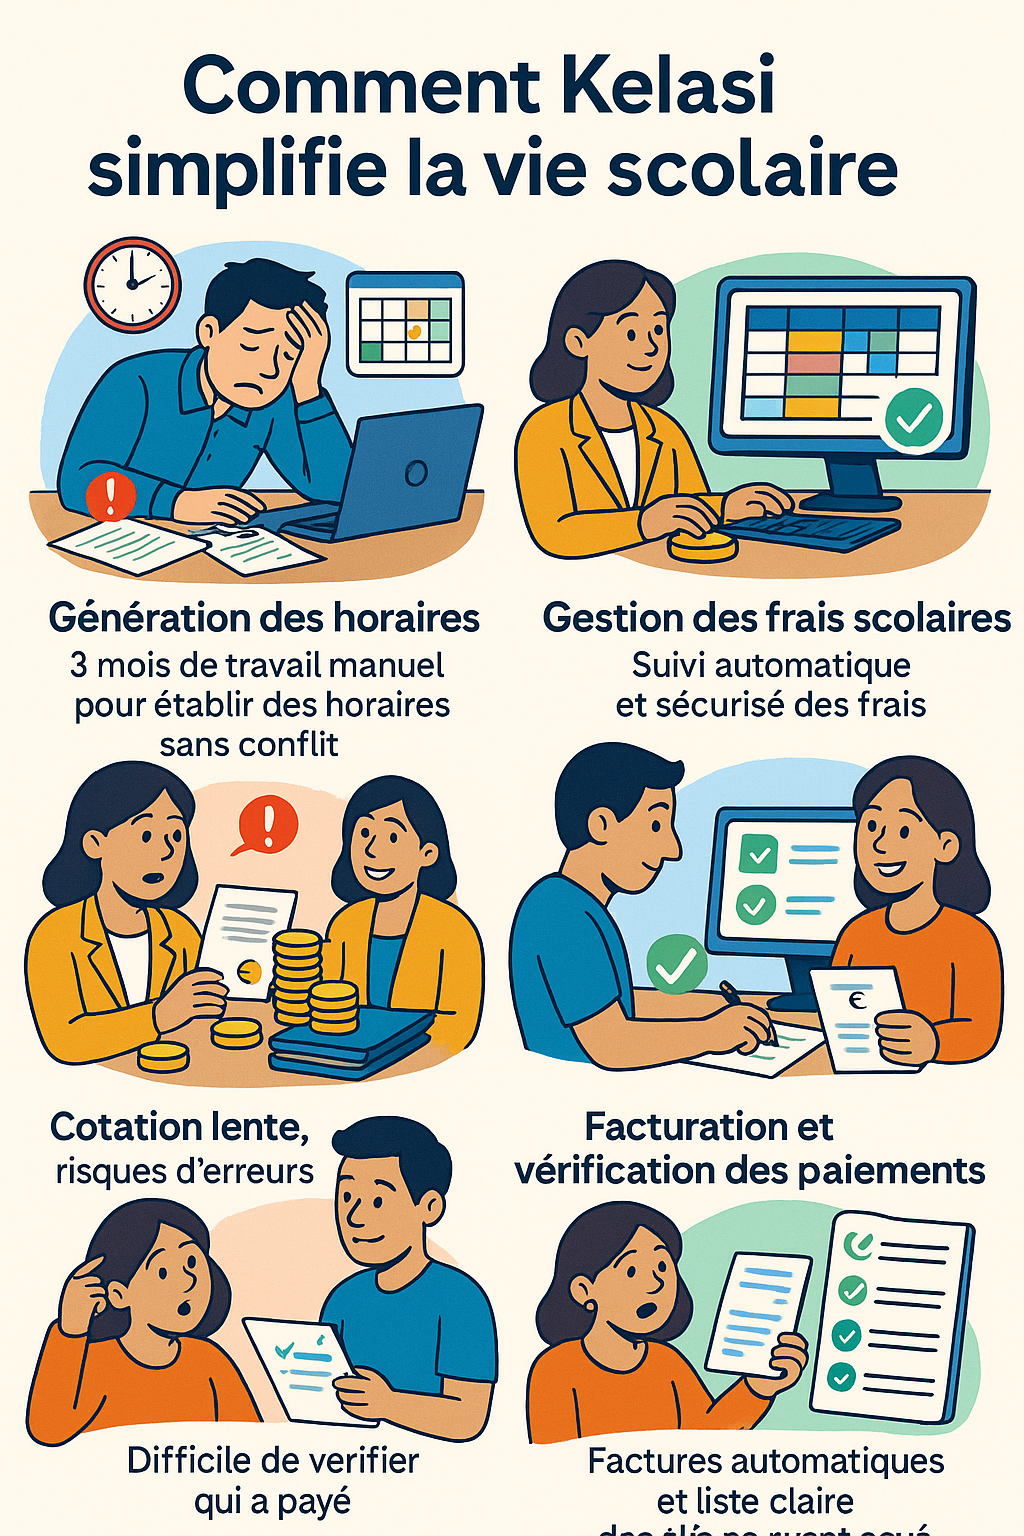 Comment Kelasi
simplifie la vie scolaire
Génération des horaires
3 mois de travail manuel
pour établir des horaires
sans conflit
Gestion des frais scolaires
Suivi automatique
et sécurisé des frais
Cotation lente,
risques d’erreurs
Facturation et
vérification des paiements
Difficile de verifier
qui a payé
Factures automatiques
et liste claire